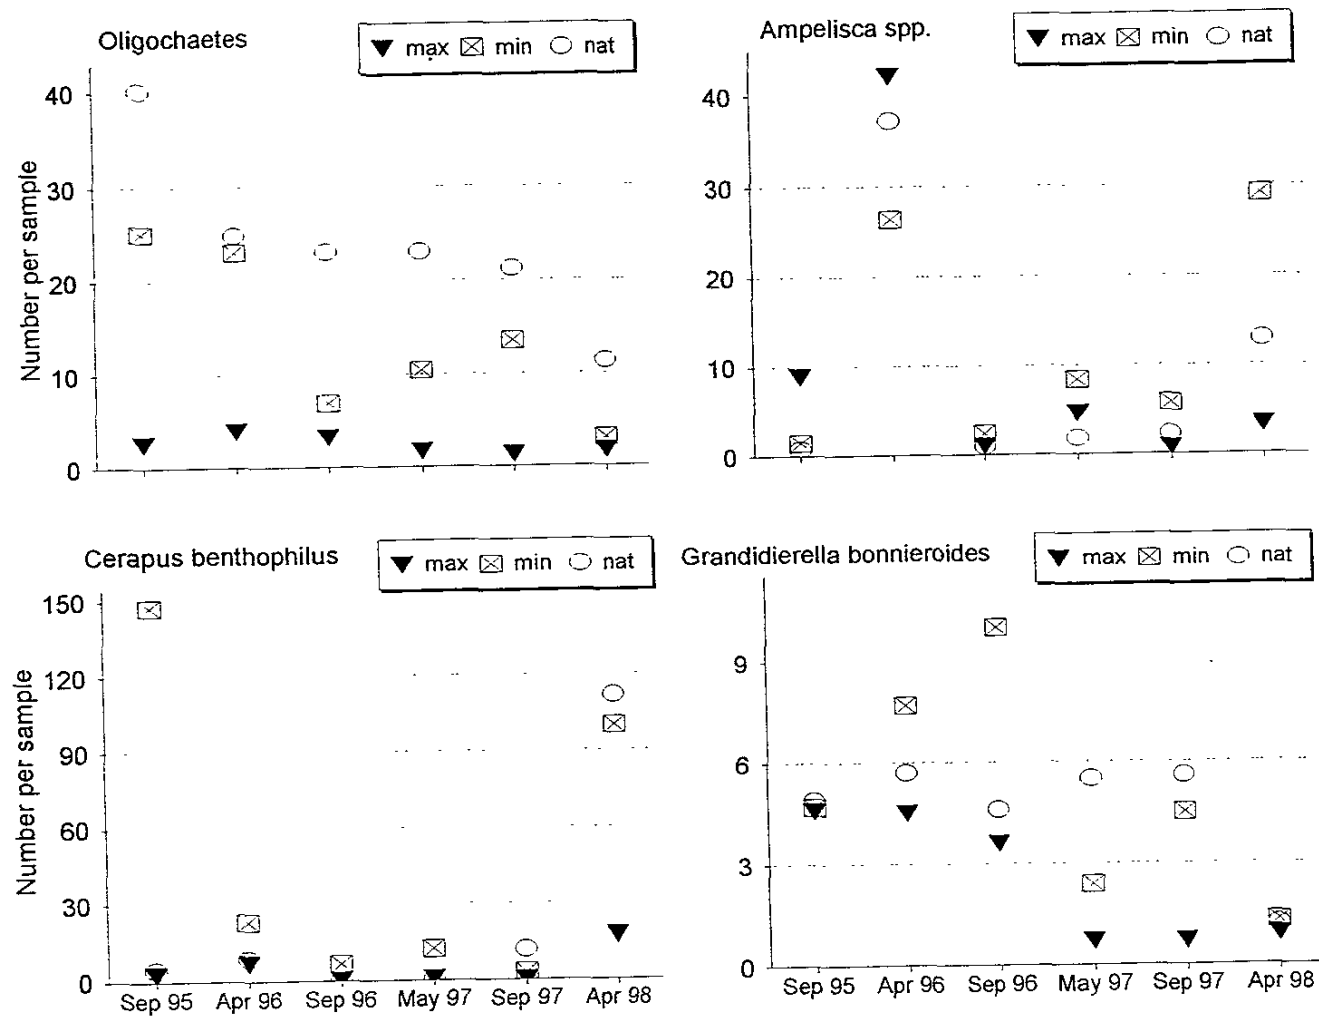 Oligochaetes
max min nat
Number per sample
40
30
20
10
0
Ampelisca spp.
max min nat
40
30
20
10
0
Cerapus benthophilus
max min nat
Number per sample
150
120
90
60
30
0
Sep 95 Apr 96 Sep 96 May 97 Sep 97 Apr 98
Grandidierella bonnieroides
max min nat
9
6
3
0
Sep 95 Apr 96 Sep 96 May 97 Sep 97 Apr 98